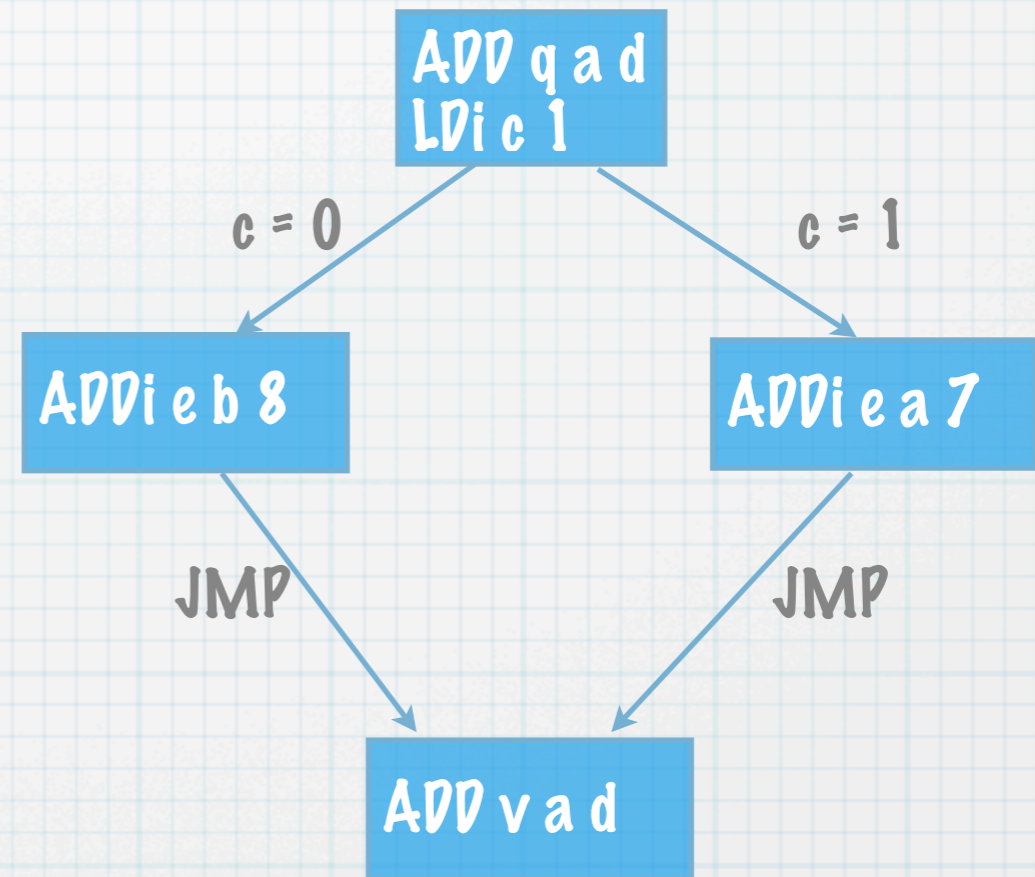 ADD q a d
LDi c 1
c = 0
c = 1
ADDi e b 8
ADDi e a 7
JMP
JMP
ADD v a d